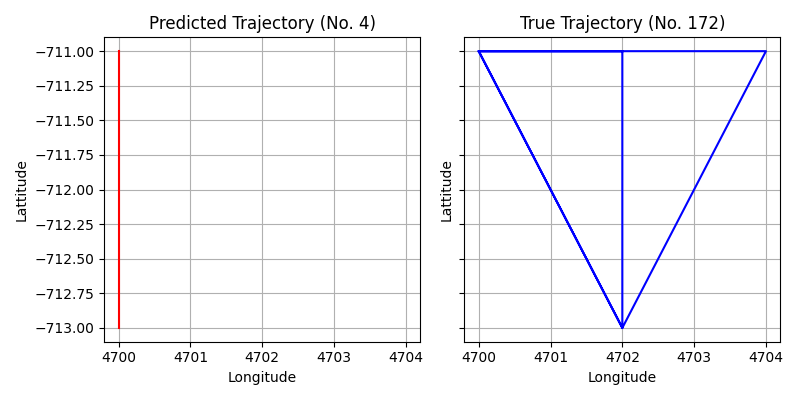 Predicted Trajectory (No. 4)
Lattitude
−711.00
−711.25
−711.50
−711.75
−712.00
−712.25
−712.50
−712.75
−713.00
4700 4701 4702 4703 4704
Longitude
True Trajectory (No. 172)
Lattitude
4700 4701 4702 4703 4704
Longitude